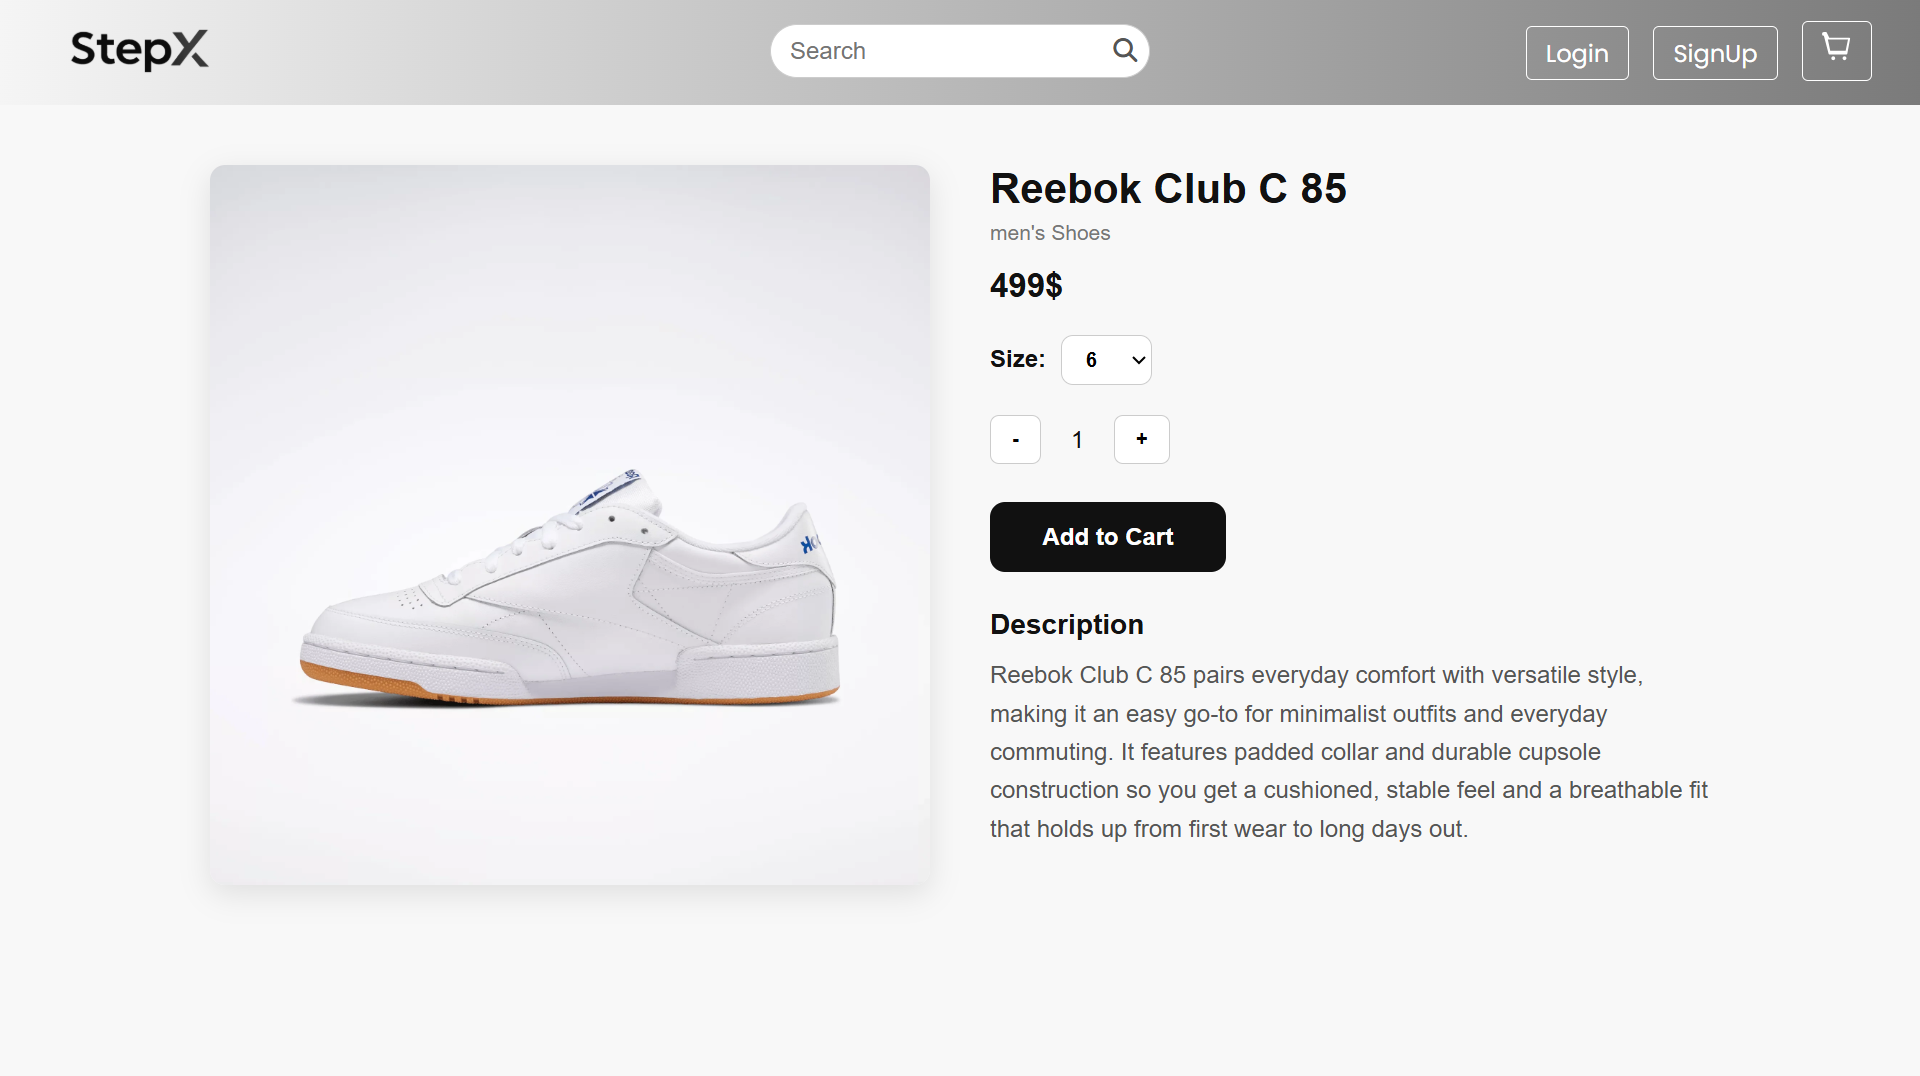 StepX
Search
Login
SignUp
Reebok Club C 85
men's Shoes
499$
Size:
6
-
1
+
Add to Cart
Description
Reebok Club C 85 pairs everyday comfort with versatile style,
making it an easy go-to for minimalist outfits and everyday
commuting. It features padded collar and durable cupsole
construction so you get a cushioned, stable feel and a breathable fit
that holds up from first wear to long days out.